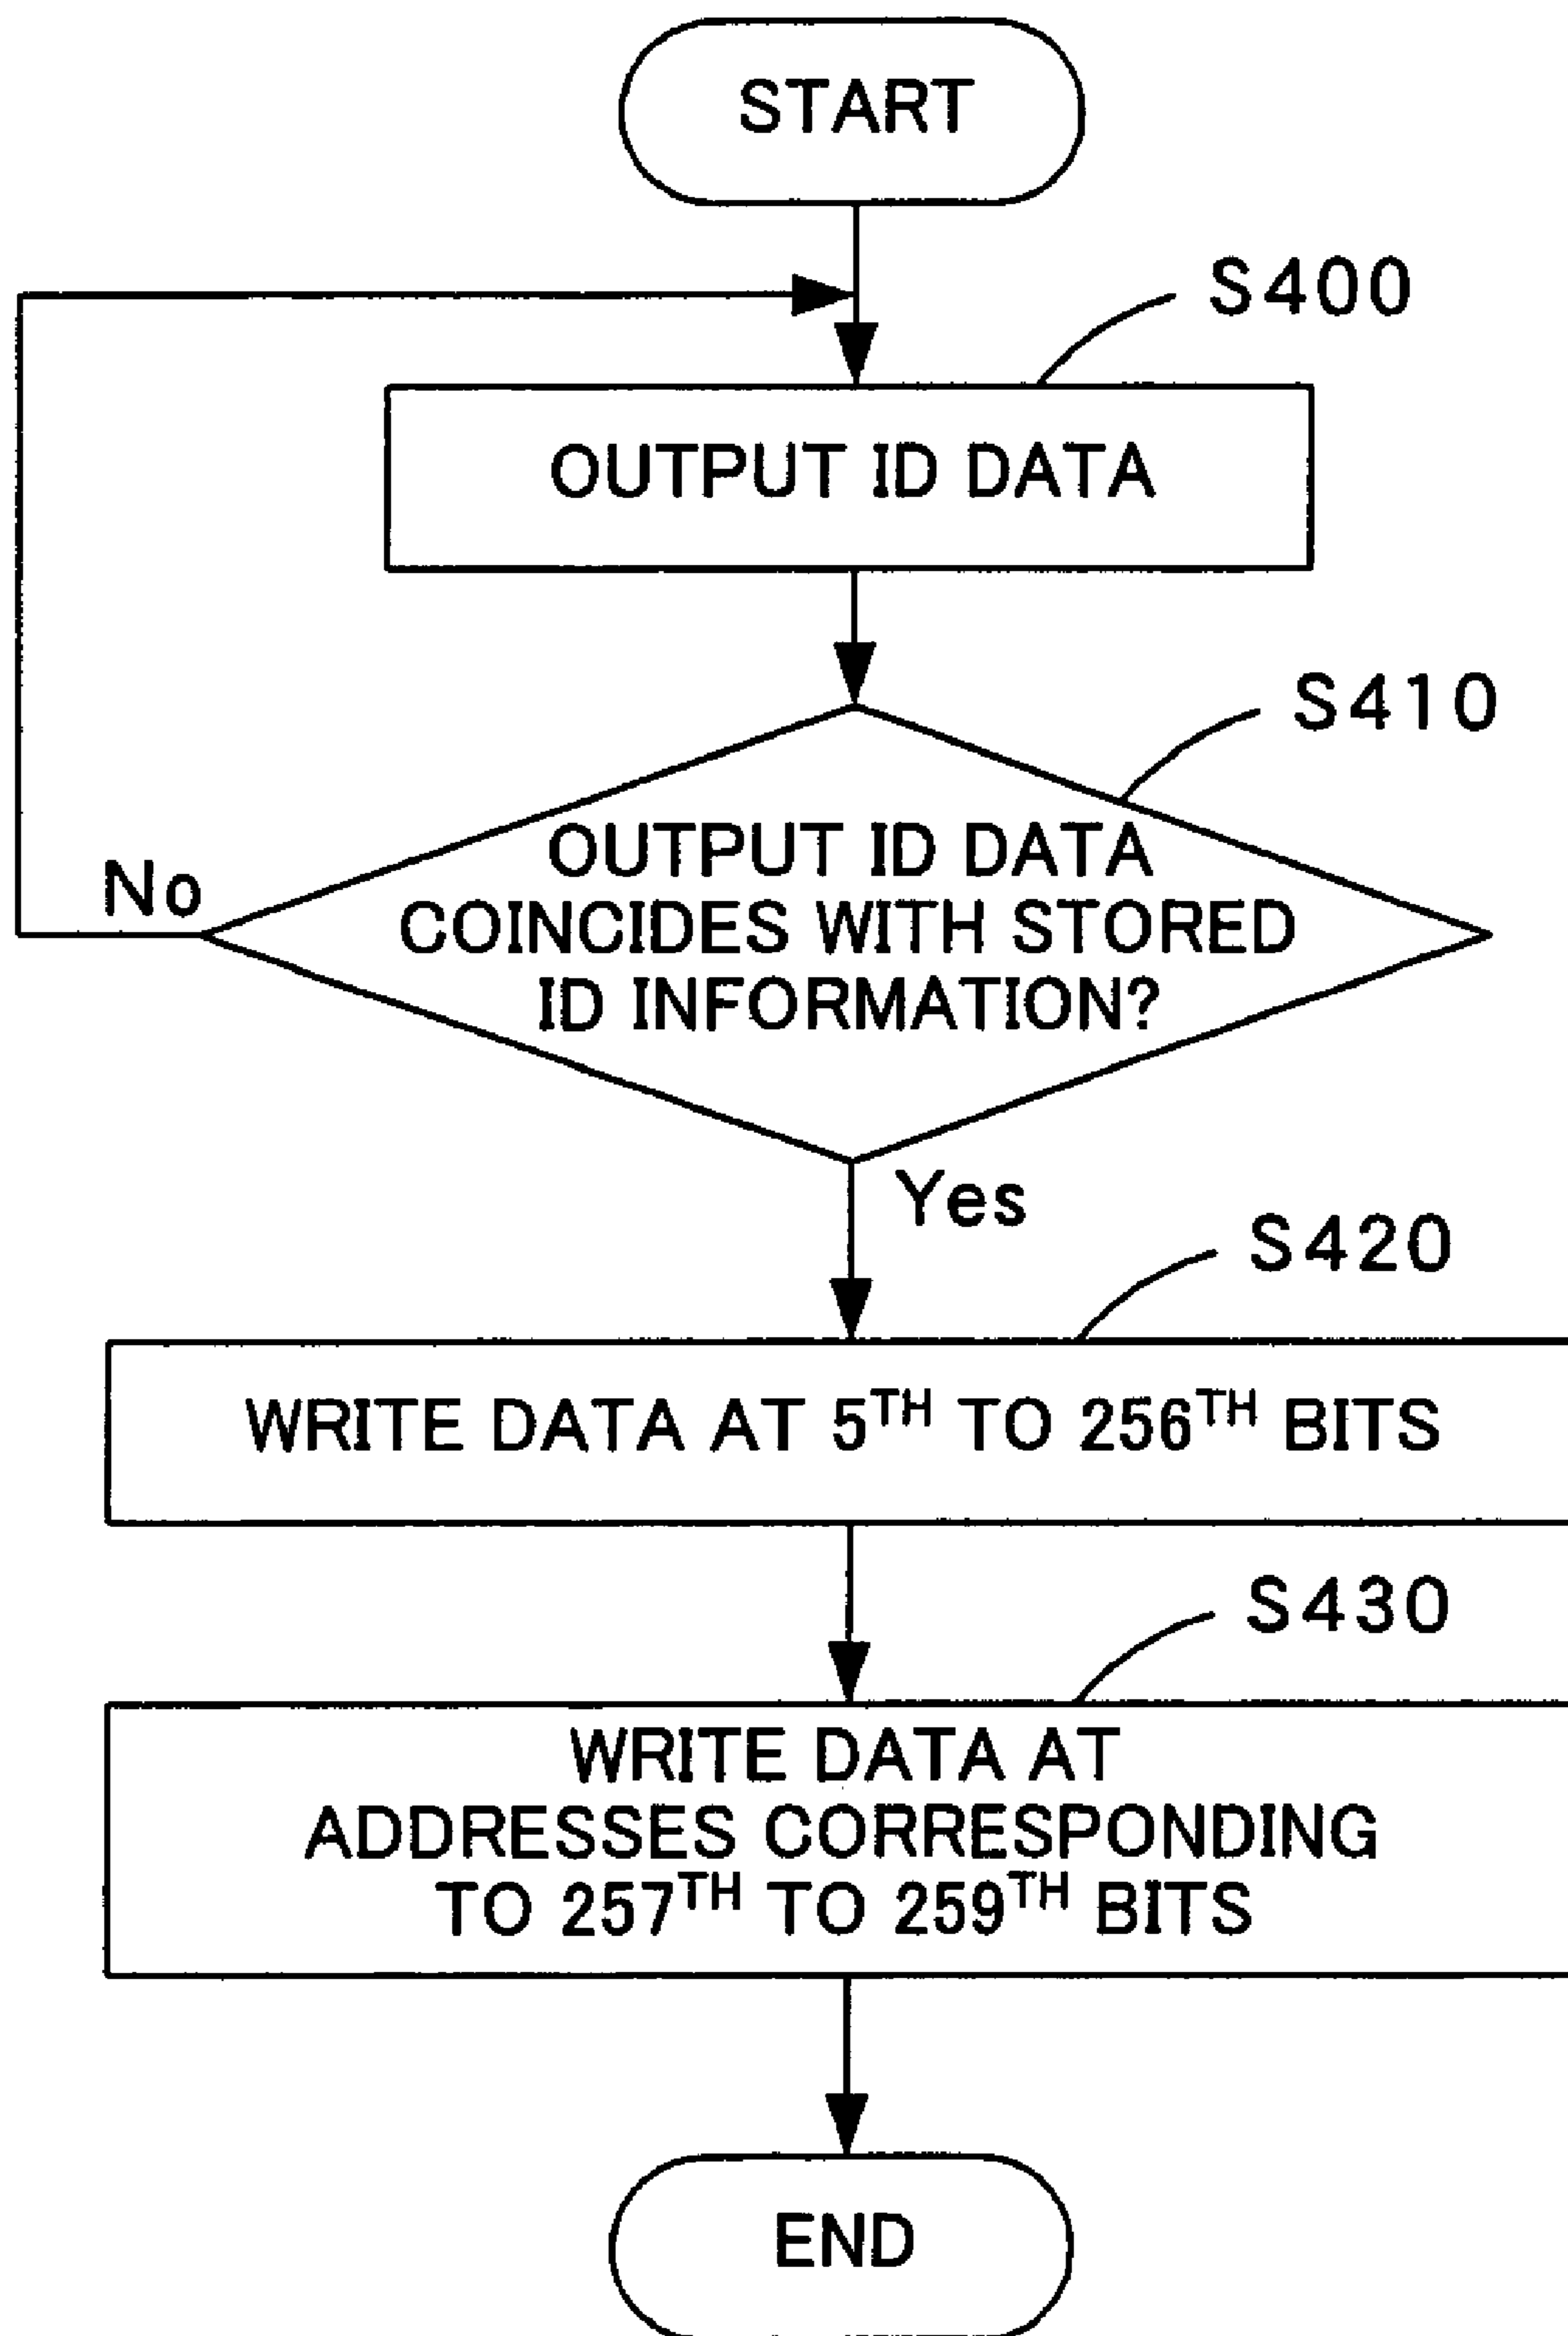 START
S400
OUTPUT ID DATA
S410
OUTPUT ID DATA
COINCIDES WITH STORED
ID INFORMATION?
No
Yes
S420
WRITE DATA AT 5TH TO 256TH BITS
S430
WRITE DATA AT
ADDRESSES CORRESPONDING
TO 257TH TO 259TH BITS
END